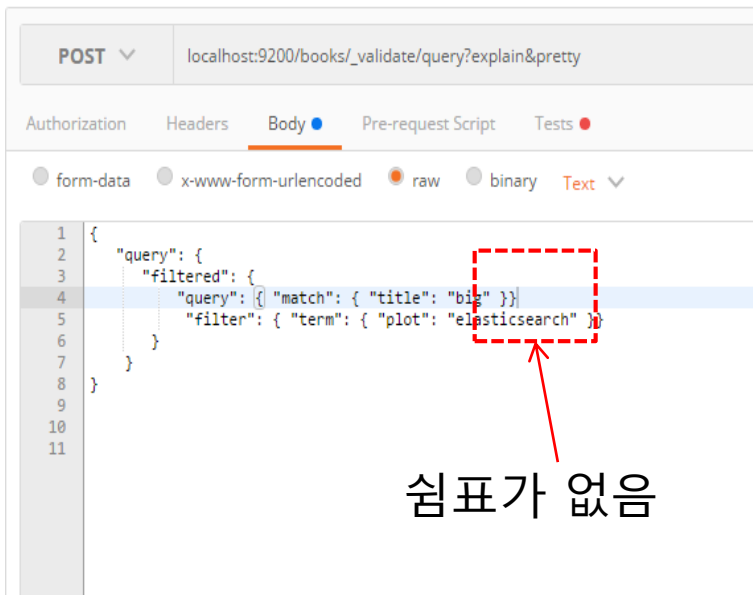 POST localhost:9200/books/_validate/query?explain&pretty
Authorization Headers Body Pre-request Script Tests
form-data x-www-form-urlencoded raw binary Text
1 {
2 "query": {
3 "filtered": {
4 "query": { "match": { "title": "big" }}
5 "filter": { "term": { "plot": "elasticsearch" }}
6 }
7 }
8 }
9
10
11
쉼표가 없음